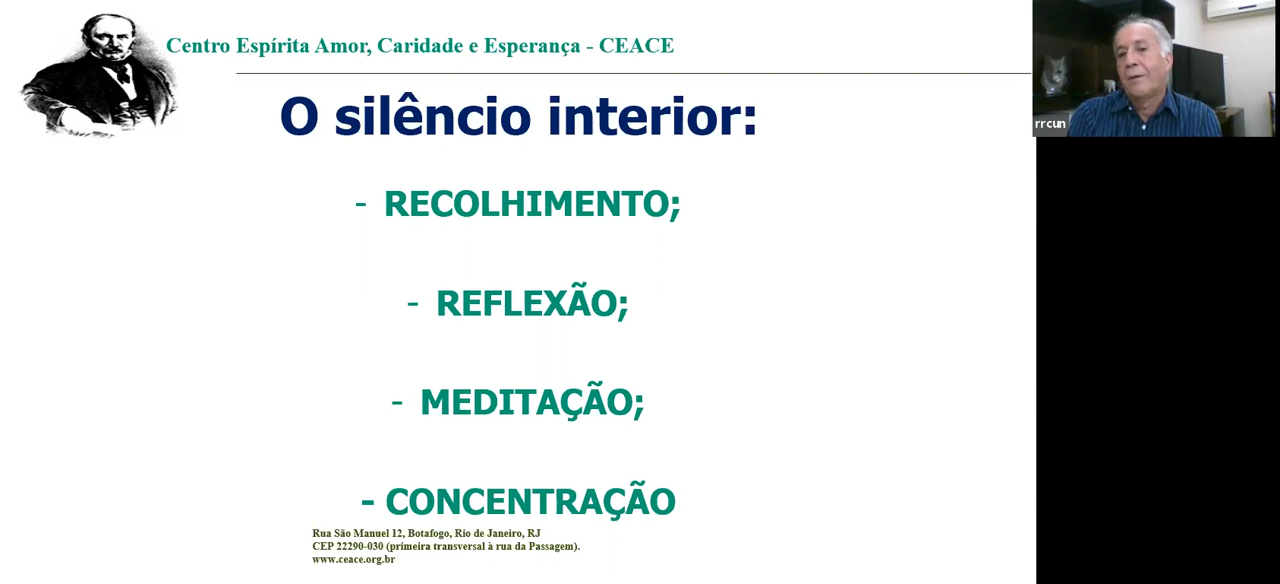 Centro Espírita Amor, Caridade e Esperança - CEACE
rrcun
O silêncio interior:
- RECOLHIMENTO;
- REFLEXÃO;
- MEDITAÇÃO;
- CONCENTRAÇÃO
Rua São Manuel 12, Botafogo, Rio de Janeiro, RJ
CEP 22290-030 (primeira transversal à rua da Passagem).
www.ceace.org.br